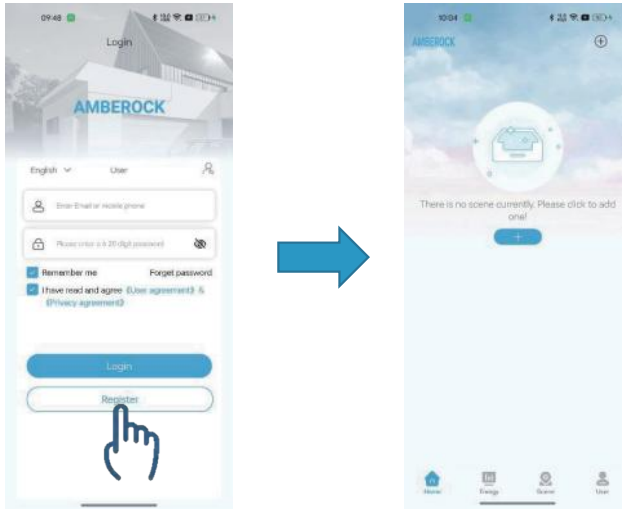 09:48
Login
AMBEROCK
English User
Enter Email or mobile phone
Remember me Forget password
I have read and agree 《User agreement》 &
《Privacy agreement》
Login
Register
10:04
AMBEROCK
There is no scene currently. Please click to add
one!
Home Energy Scene User